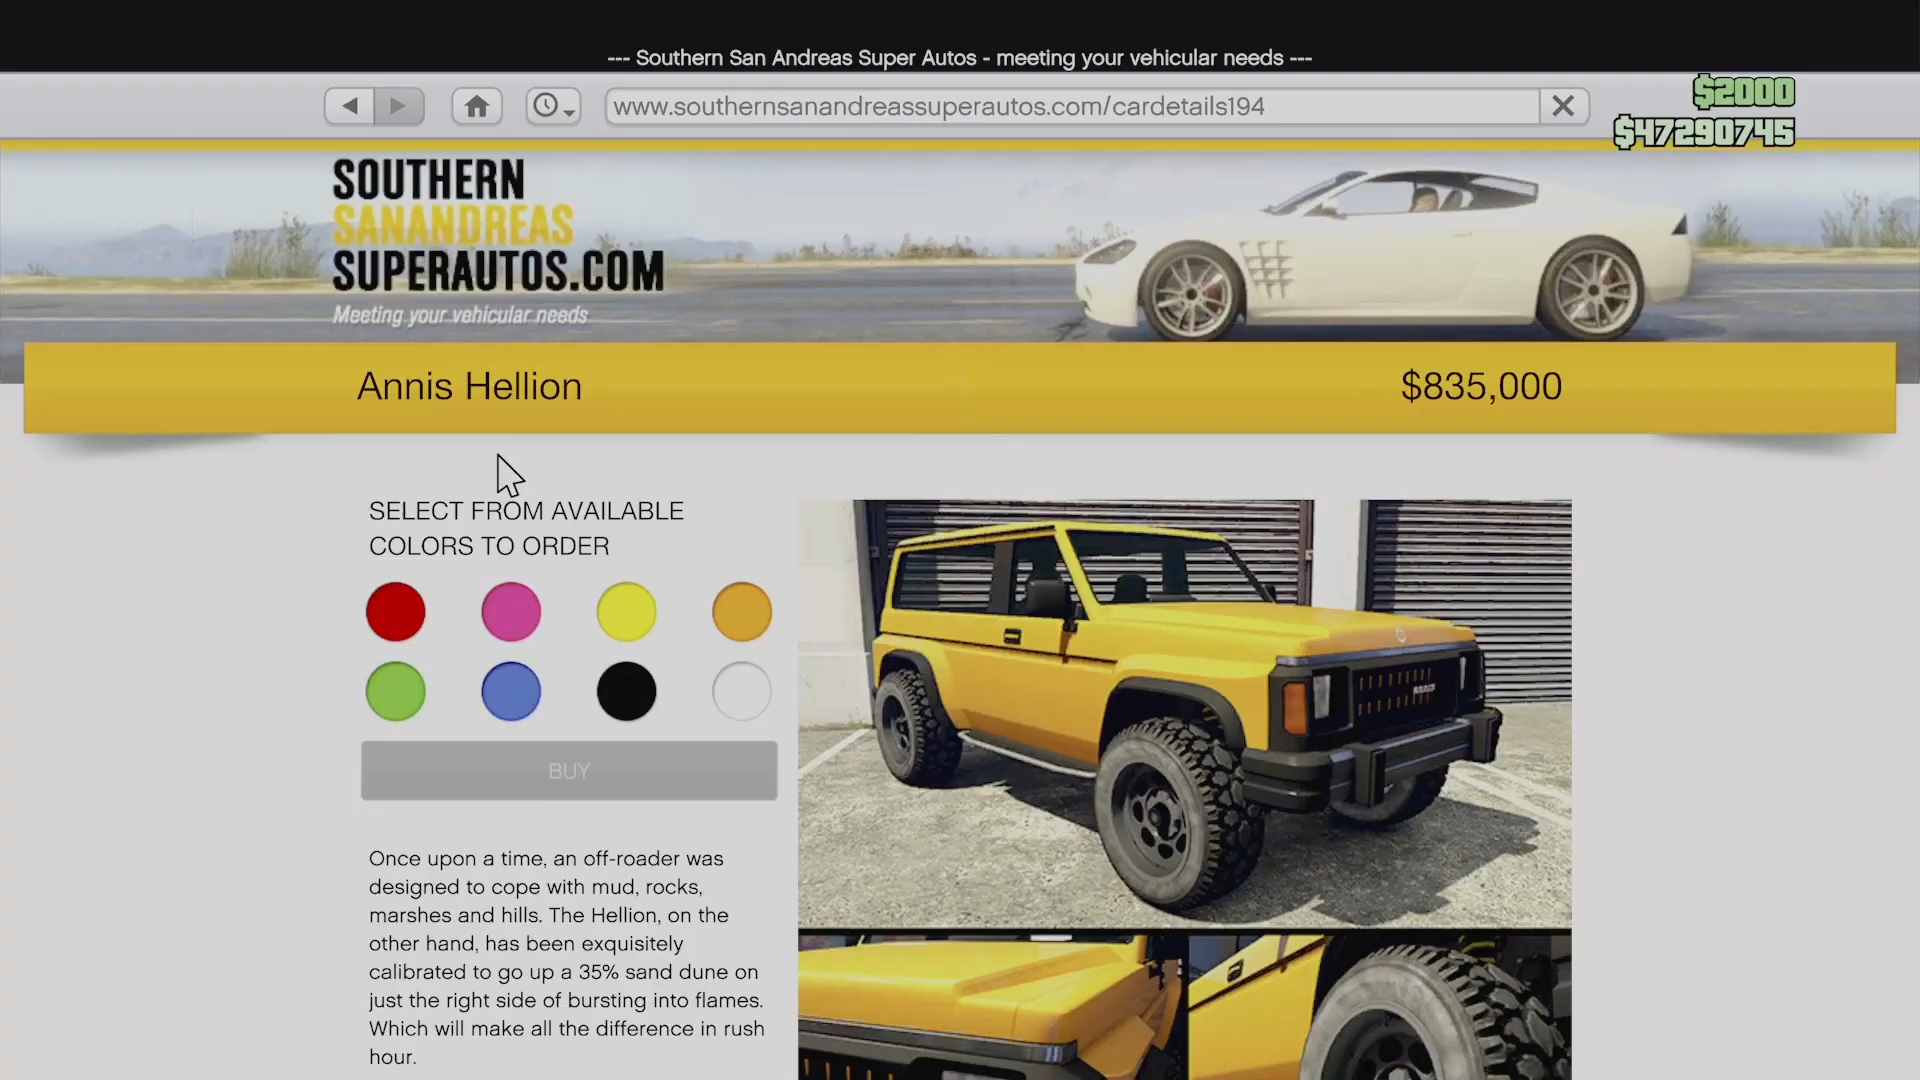 --- Southern San Andreas Super Autos - meeting your vehicular needs ---
www.southernsanandreassuperautos.com/cardetails194
$2000
$47290745
SOUTHERN
SANANDREAS
SUPERAUTOS.COM
Meeting your vehicular needs
Annis Hellion
$835,000
SELECT FROM AVAILABLE
COLORS TO ORDER
BUY
Once upon a time, an off-roader was
designed to cope with mud, rocks,
marshes and hills. The Hellion, on the
other hand, has been exquisitely
calibrated to go up a 35% sand dune on
just the right side of bursting into flames.
Which will make all the difference in rush
hour.